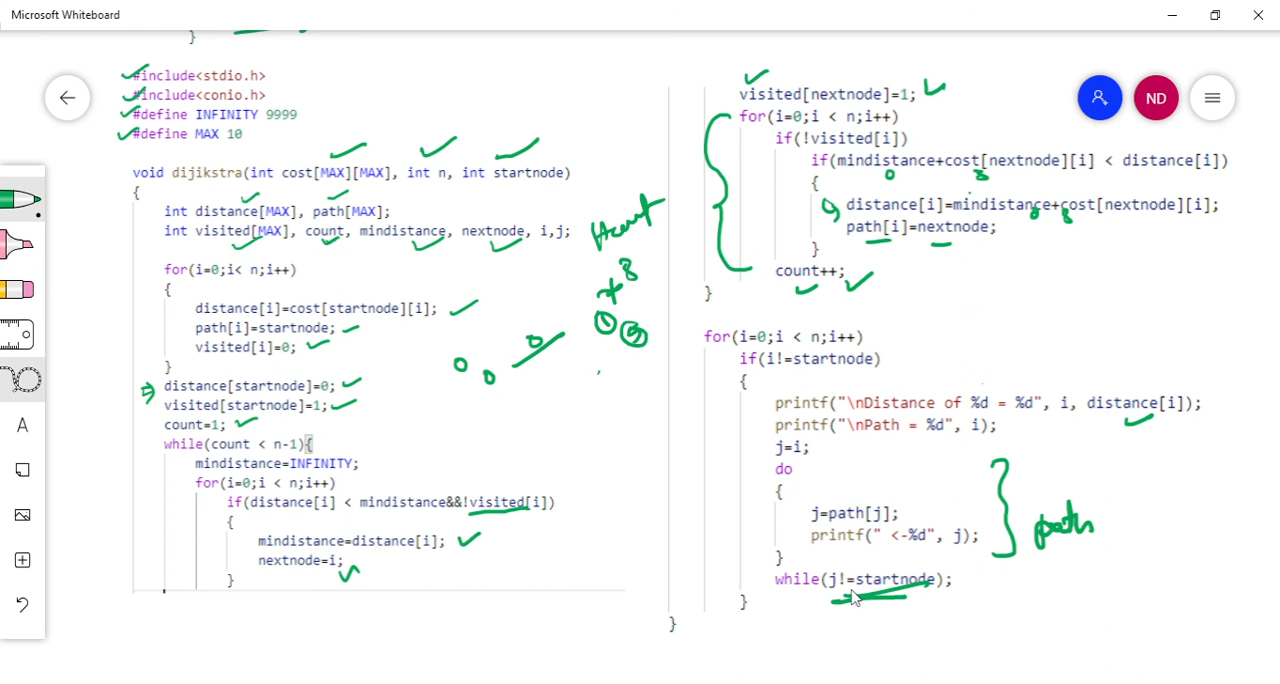 Microsoft Whiteboard
}
#include<stdio.h>
#include<conio.h>
#define INFINITY 9999
#define MAX 10
void dijikstra(int cost[MAX][MAX], int n, int startnode)
{
int distance[MAX], path[MAX];
int visited[MAX], count, mindistance, nextnode, i,j;
for(i=0;i< n;i++)
{
distance[i]=cost[startnode][i];
path[i]=startnode;
visited[i]=0;
}
distance[startnode]=0;
visited[startnode]=1;
count=1;
while(count < n-1){
mindistance=INFINITY;
for(i=0;i < n;i++)
if(distance[i] < mindistance&&!visited[i])
{
mindistance=distance[i];
nextnode=i;
}
8
visited[nextnode]=1;
for(i=0;i < n;i++)
if(!visited[i])
if(mindistance+cost[nextnode][i] < distance[i])
0 8
{
distance[i]=mindistance+cost[nextnode][i];
0 8
path[i]=nextnode;
}
count++;
}
for(i=0;i < n;i++)
if(i!=startnode)
{
printf("\nDistance of %d = %d", i, distance[i]);
printf("\nPath = %d", i);
j=i;
do
{
j=path[j];
printf(" <-%d", j);
}
while(j!=startnode);
}
}
path
ND
A